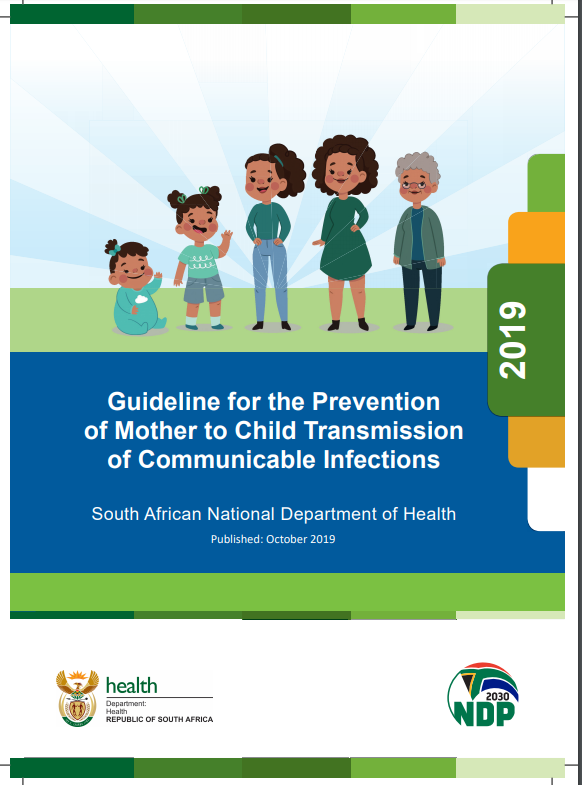 2019
Guideline for the Prevention
of Mother to Child Transmission
of Communicable Infections
South African National Department of Health
Published: October 2019
health
Department:
Health
REPUBLIC OF SOUTH AFRICA
2030
NDP